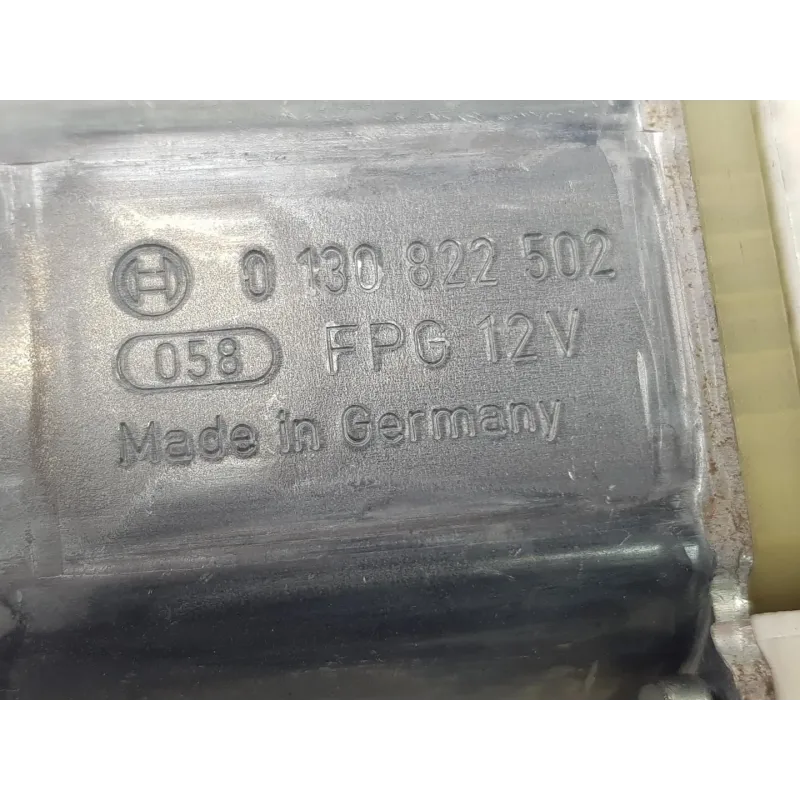 0 130 822 502
058 FPG 12V
Made in Germany